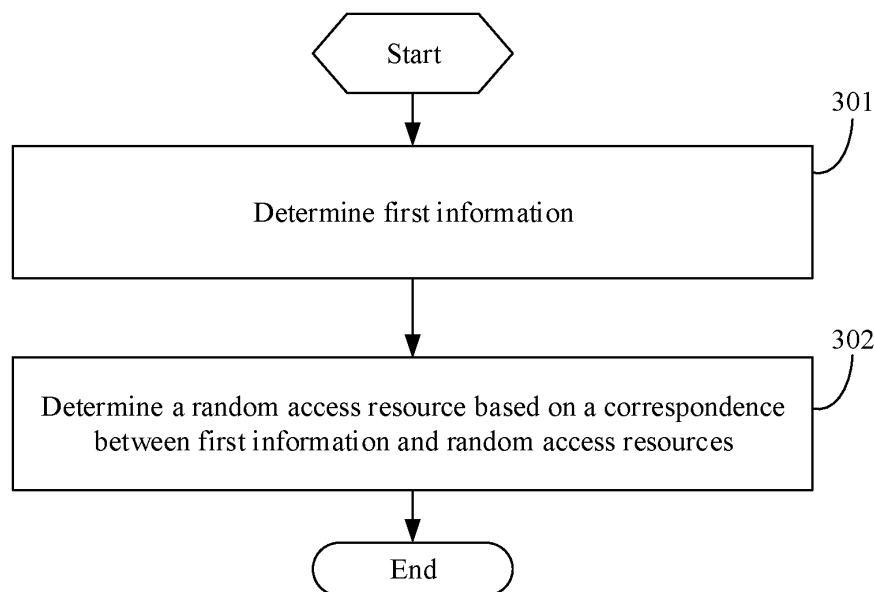 Start
301
Determine first information
302
Determine a random access resource based on a correspondence
between first information and random access resources
End